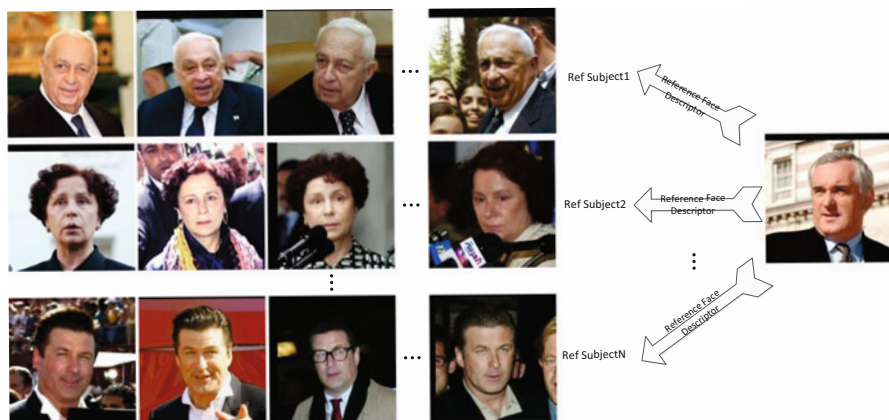 Ref Subject1
Reference Face
Descriptor
Ref Subject2
Reference Face
Descriptor
Ref SubjectN
Reference Face
Descriptor